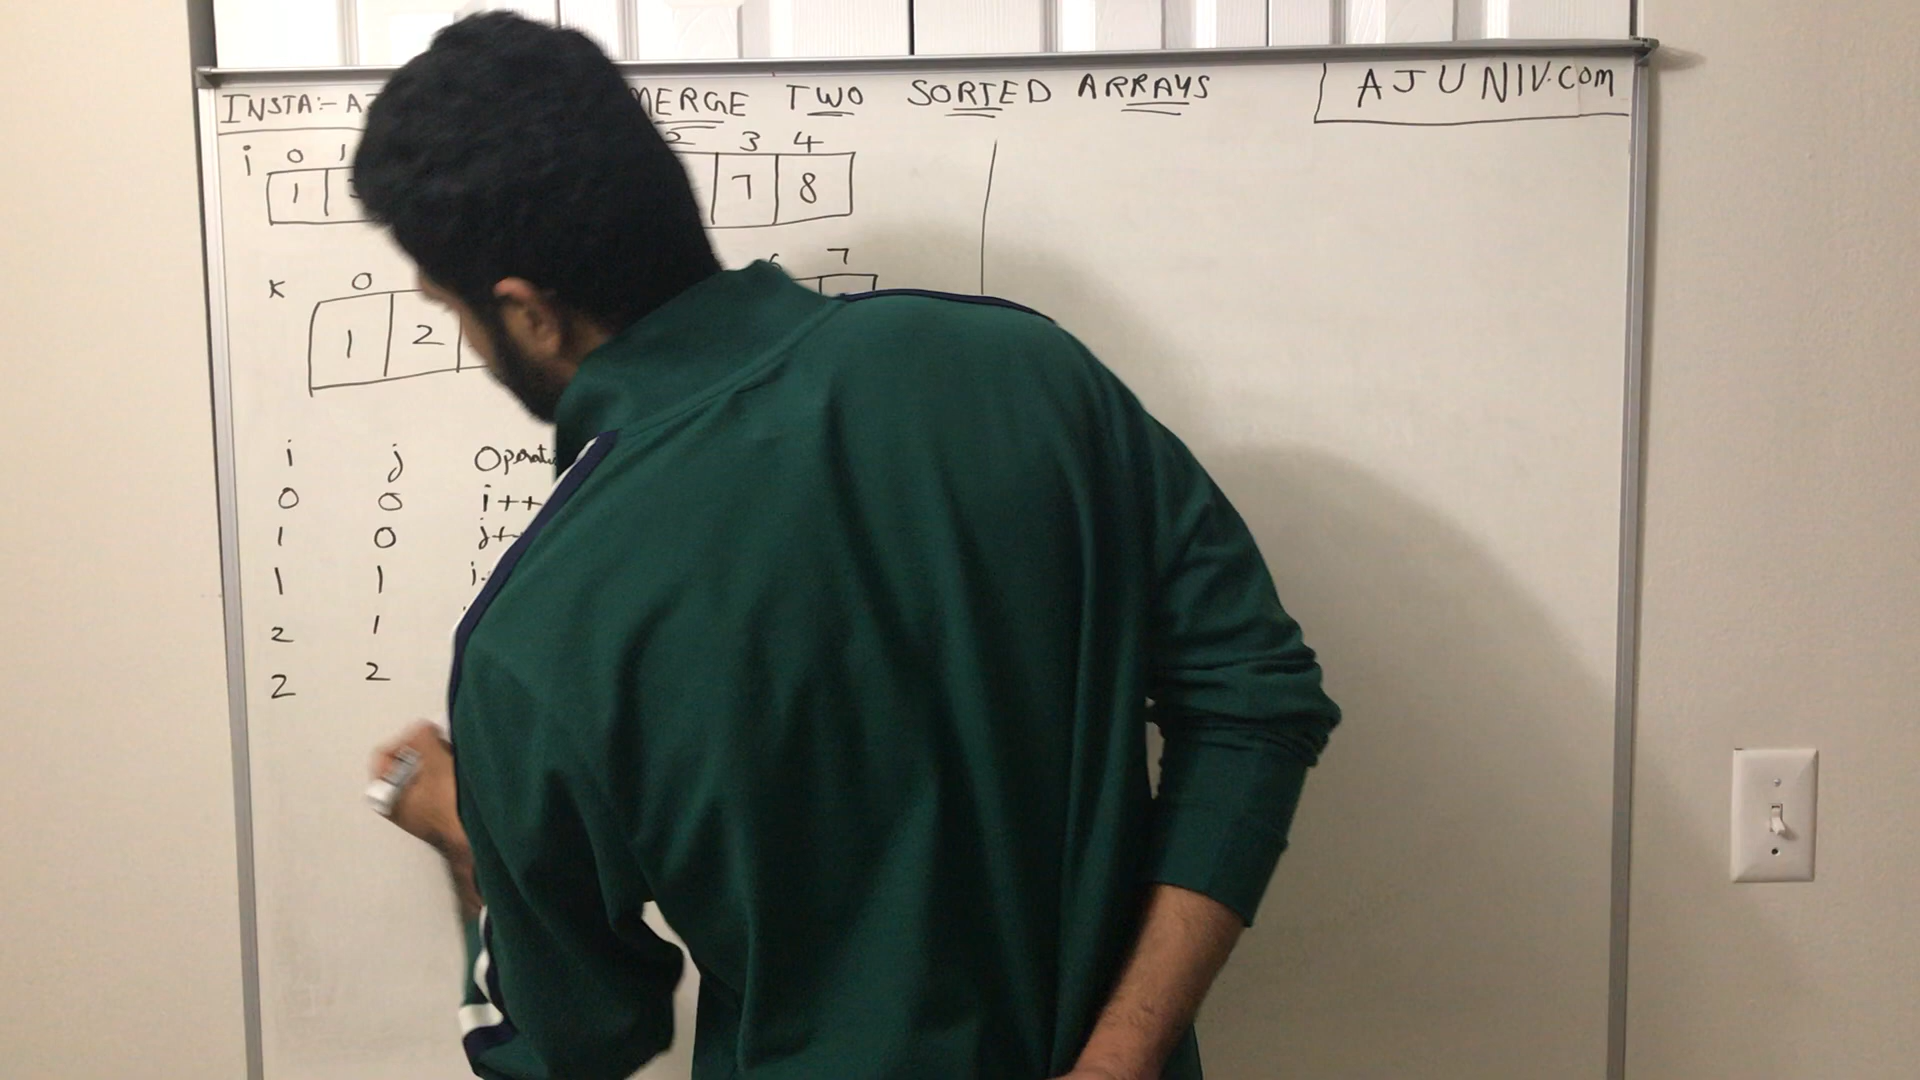 INSTA:- MERGE TWO SORTED ARRAYS AJUNIV.COM
i 0 1 2 3 4
1 7 8
K 0 6 7
1 2
i j
0 0 i++
1 0
1 1
2 1
2 2